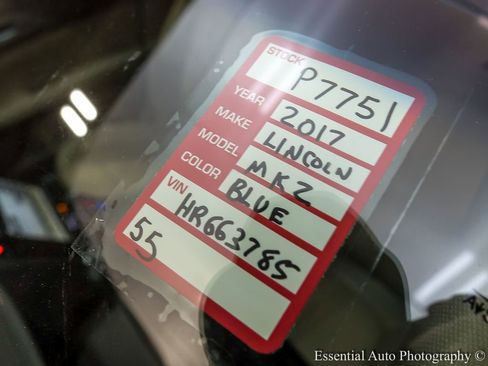 STOCK P7751
YEAR 2017
MAKE LINCOLN
MODEL MKZ
COLOR BLUE
VIN HR663785
55
Essential Auto Photography ©